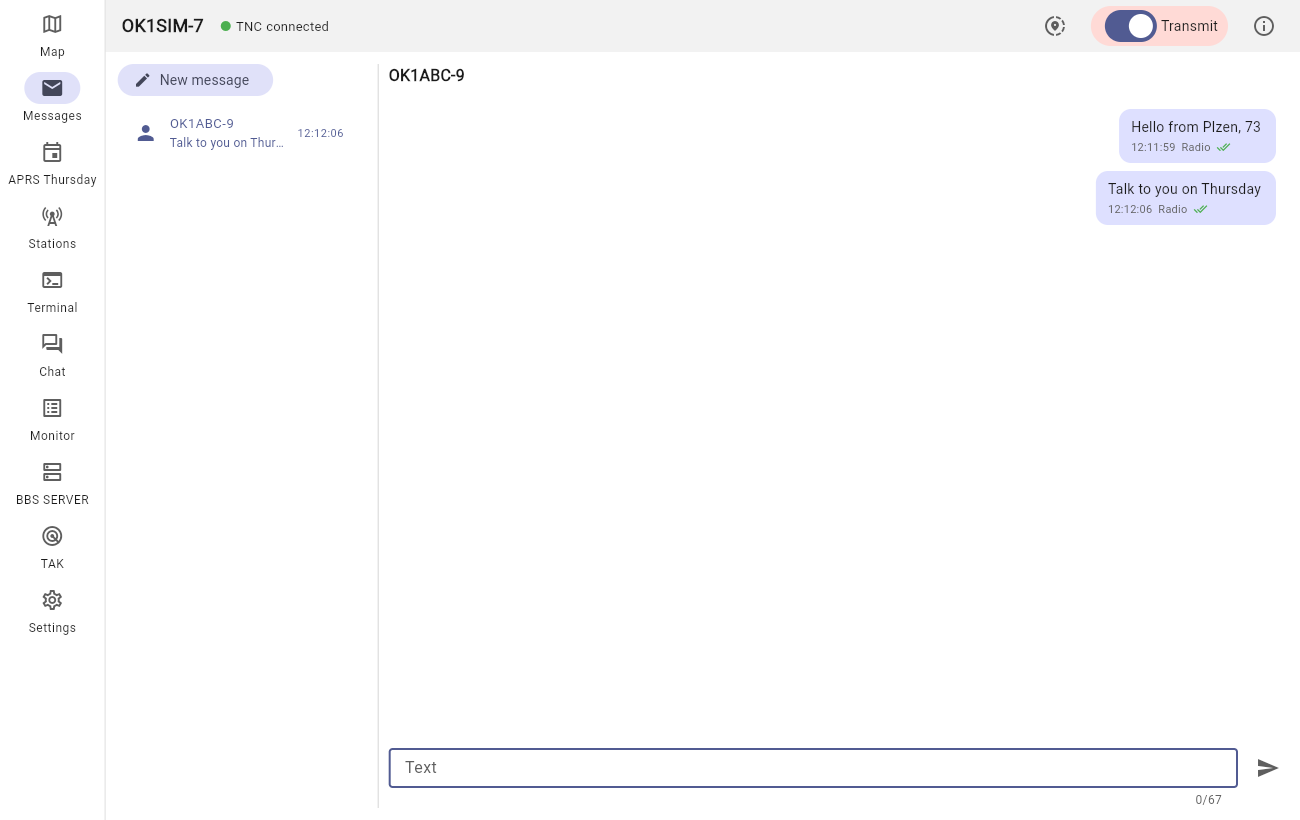 OK1SIM-7
TNC connected
Transmit
Map
Messages
APRS Thursday
Stations
Terminal
Chat
Monitor
BBS SERVER
TAK
Settings
New message
OK1ABC-9
Talk to you on Thur…
12:12:06
OK1ABC-9
Hello from Plzen, 73
12:11:59 Radio
Talk to you on Thursday
12:12:06 Radio
Text
0/67